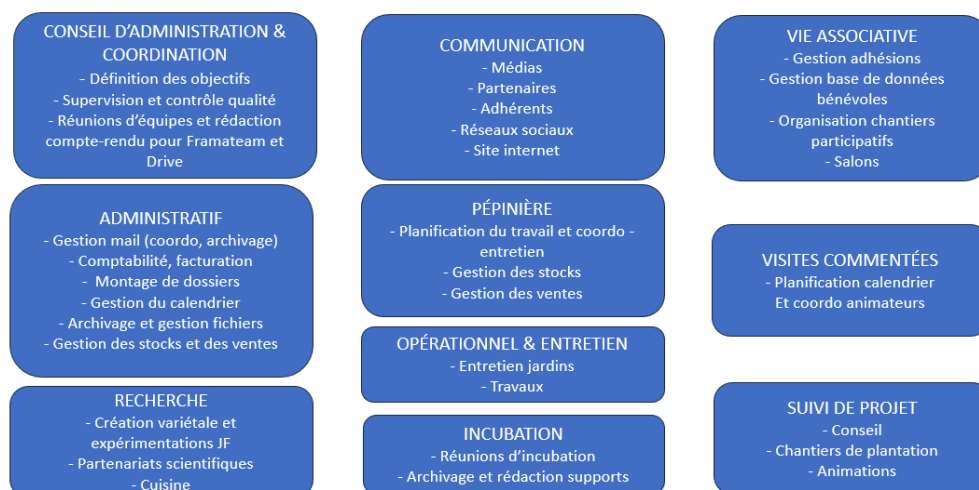 CONSEIL D'ADMINISTRATION &
COORDINATION
- Définition des objectifs
- Supervision et contrôle qualité
- Réunions d'équipes et rédaction
compte-rendu pour Framateam et
Drive
ADMINISTRATIF
- Gestion mail (coordo, archivage)
- Comptabilité, facturation
- Montage de dossiers
- Gestion du calendrier
- Archivage et gestion fichiers
- Gestion des stocks et des ventes
RECHERCHE
- Création variétale et
expérimentations JF
- Partenariats scientifiques
- Cuisine
COMMUNICATION
- Médias
- Partenaires
- Adhérents
- Réseaux sociaux
- Site internet
PÉPINIÈRE
- Planification du travail et coordo -
entretien
- Gestion des stocks
- Gestion des ventes
OPÉRATIONNEL & ENTRETIEN
- Entretien jardins
- Travaux
INCUBATION
- Réunions d'incubation
- Archivage et rédaction supports
VIE ASSOCIATIVE
- Gestion adhésions
- Gestion base de données
bénévoles
- Organisation chantiers
participatifs
- Salons
VISITES COMMENTÉES
- Planification calendrier
Et coordo animateurs
SUIVI DE PROJET
- Conseil
- Chantiers de plantation
- Animations